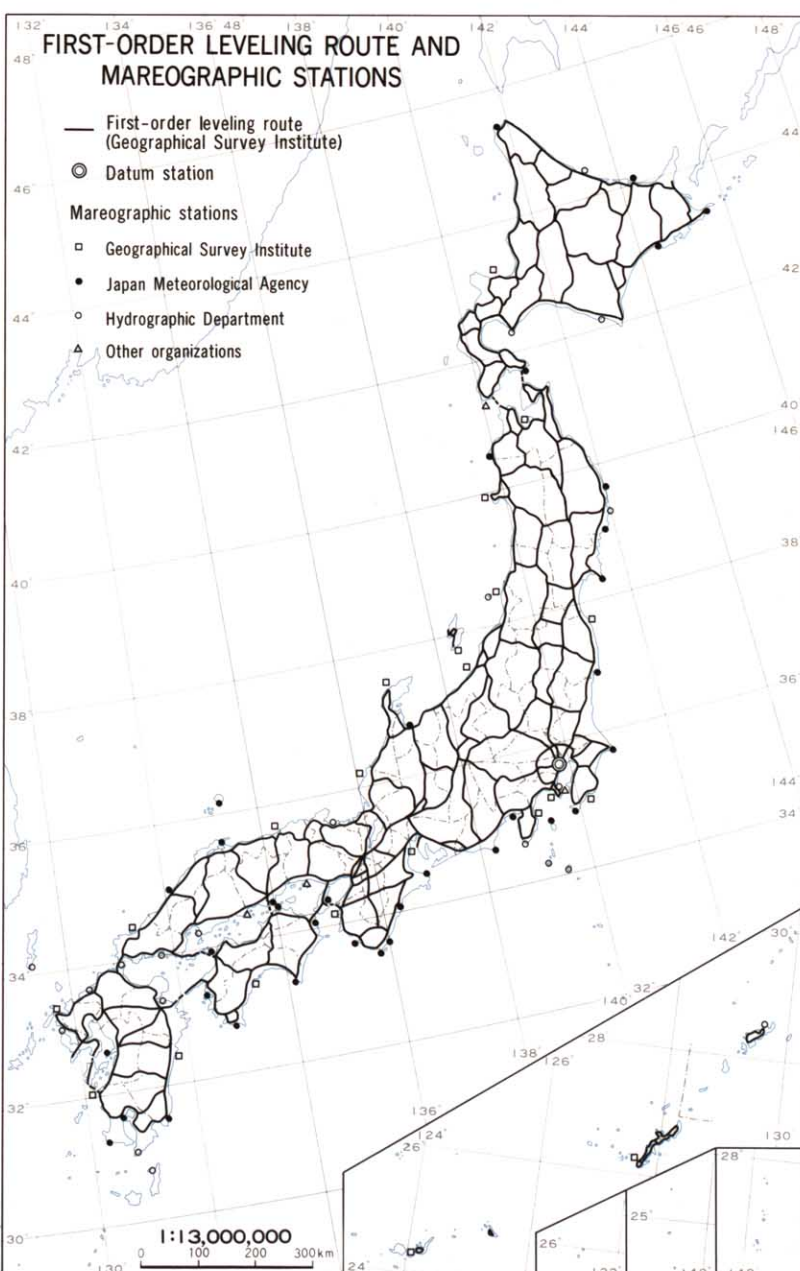 132° 134° 136° 48° 138° 140° 142° 144° 146° 46° 148°
FIRST-ORDER LEVELING ROUTE AND
MAREOGRAPHIC STATIONS
48°
First-order leveling route
(Geographical Survey Institute)
44°
Datum station
46°
Mareographic stations
Geographical Survey Institute
42°
Japan Meteorological Agency
44°
Hydrographic Department
Other organizations
40°
146°
42°
38°
40°
36°
38°
144°
34°
36°
142° 30°
34°
140° 32°
138° 126° 28°
32°
136°
124°
26°
130°
28°
25°
30°
26°
1:13,000,000
0 100 200 300km
24
130